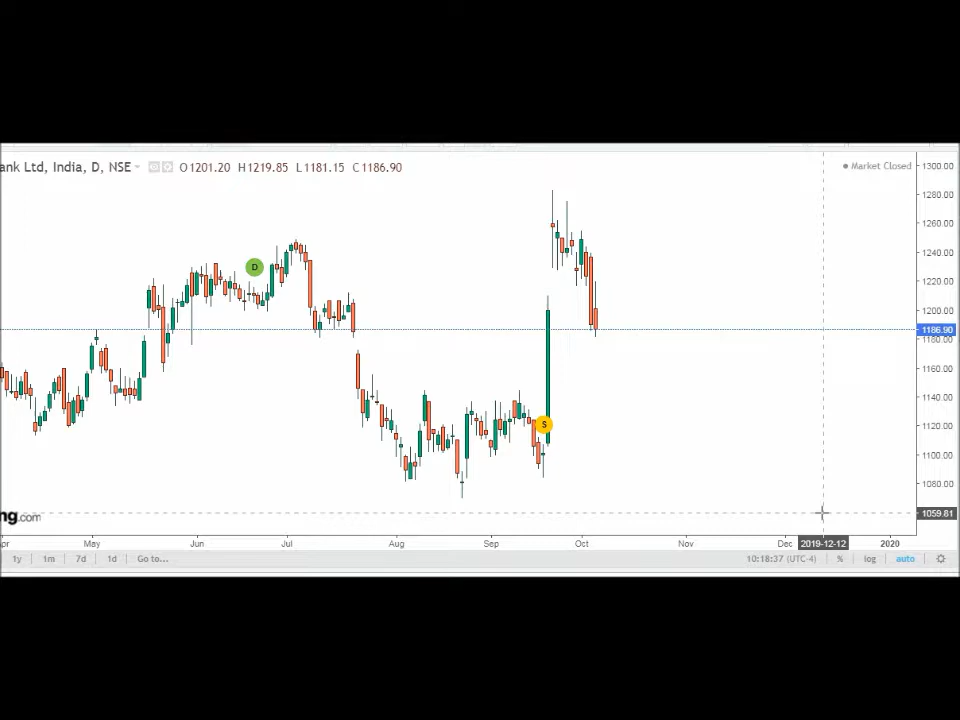 ank Ltd, India, D, NSE O1201.20 H1219.85 L1181.15 C1186.90
Market Closed
1300.00
1280.00
1260.00
1240.00
1220.00
1200.00
1186.90
1180.00
1160.00
1140.00
1120.00
1100.00
1080.00
1059.81
D
S
ng.com
pr May Jun Jul Aug Sep Oct Nov Dec 2019-12-12 2020
1y 1m 7d 1d Go to... 10:18:37 (UTC-4) % log auto